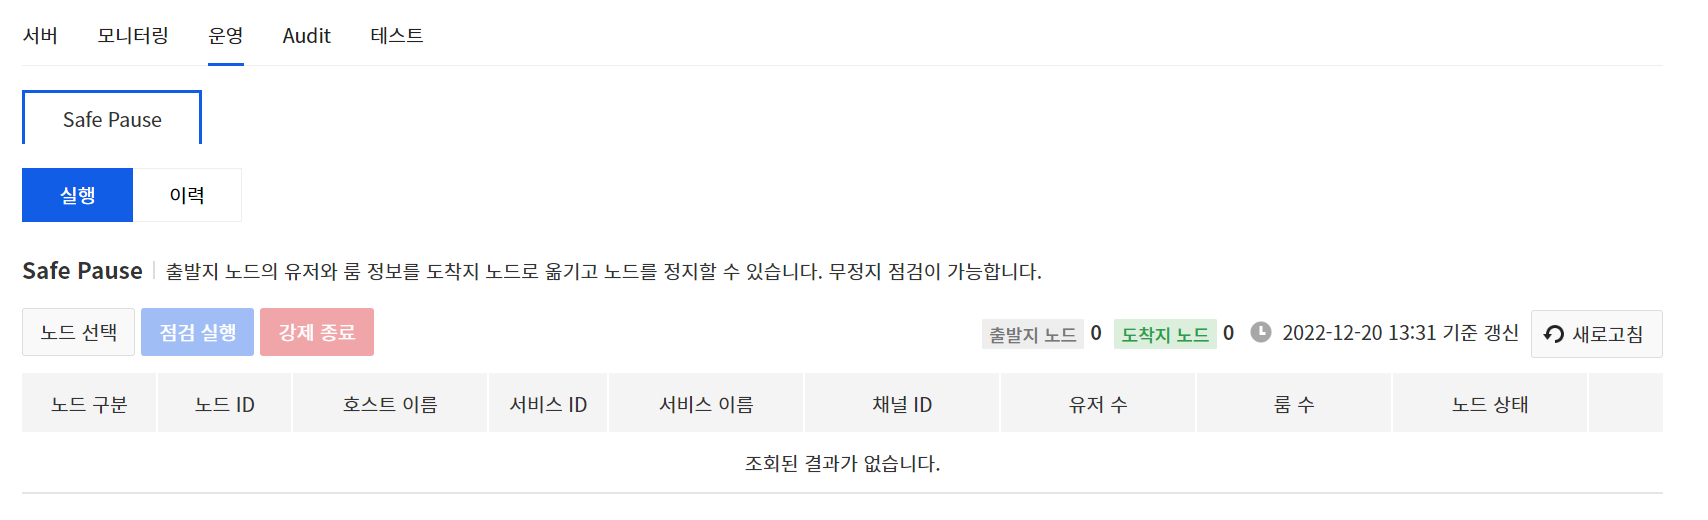 서버 모니터링 운영 Audit 테스트
Safe Pause
실행 이력
Safe Pause 출발지 노드의 유저와 룸 정보를 도착지 노드로 옮기고 노드를 정지할 수 있습니다. 무정지 점검이 가능합니다.
노드 선택 점검 실행 강제 종료 출발지 노드 0 도착지 노드 0 2022-12-20 13:31 기준 갱신 새로고침
노드 구분 노드 ID 호스트 이름 서비스 ID 서비스 이름 채널 ID 유저 수 룸 수 노드 상태
조회된 결과가 없습니다.